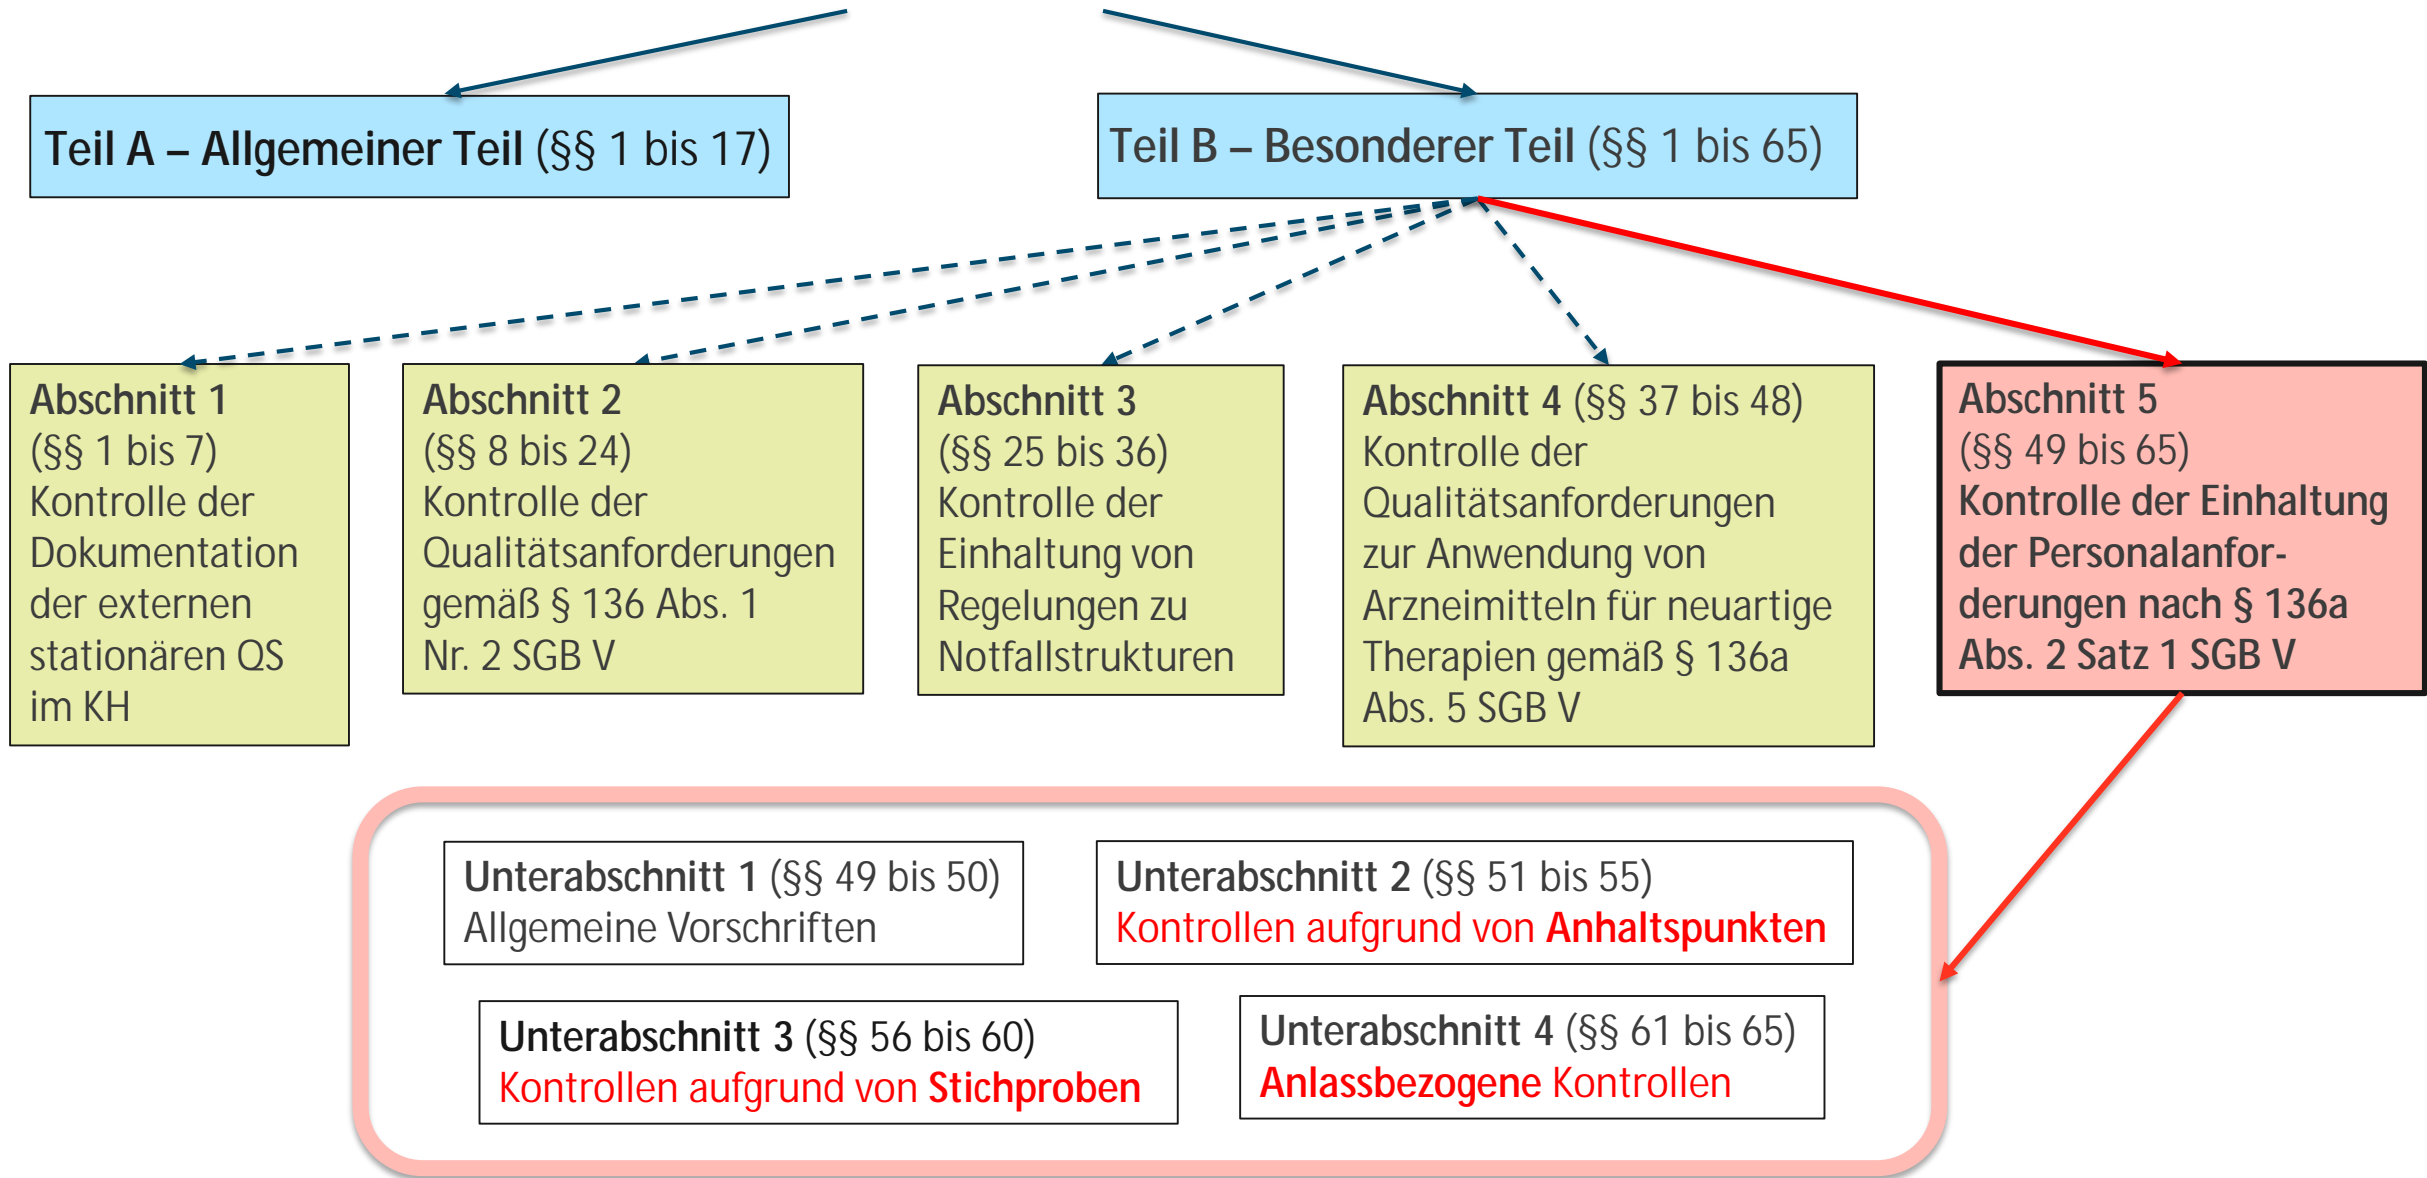 Teil A – Allgemeiner Teil (§§ 1 bis 17)
Teil B – Besonderer Teil (§§ 1 bis 65)
Abschnitt 1
(§§ 1 bis 7)
Kontrolle der
Dokumentation
der externen
stationären QS
im KH
Abschnitt 2
(§§ 8 bis 24)
Kontrolle der
Qualitätsanforderungen
gemäß § 136 Abs. 1
Nr. 2 SGB V
Abschnitt 3
(§§ 25 bis 36)
Kontrolle der
Einhaltung von
Regelungen zu
Notfallstrukturen
Abschnitt 4 (§§ 37 bis 48)
Kontrolle der
Qualitätsanforderungen
zur Anwendung von
Arzneimitteln für neuartige
Therapien gemäß § 136a
Abs. 5 SGB V
Abschnitt 5
(§§ 49 bis 65)
Kontrolle der Einhaltung
der Personalanfor-
derungen nach § 136a
Abs. 2 Satz 1 SGB V
Unterabschnitt 1 (§§ 49 bis 50)
Allgemeine Vorschriften
Unterabschnitt 2 (§§ 51 bis 55)
Kontrollen aufgrund von Anhaltspunkten
Unterabschnitt 3 (§§ 56 bis 60)
Kontrollen aufgrund von Stichproben
Unterabschnitt 4 (§§ 61 bis 65)
Anlassbezogene Kontrollen